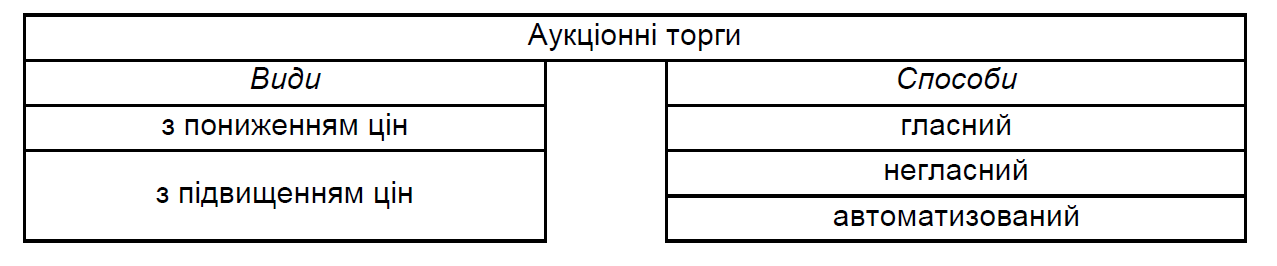 Аукціонні торги
Види
Способи
з пониженням цін
гласний
з підвищенням цін
негласний
автоматизований